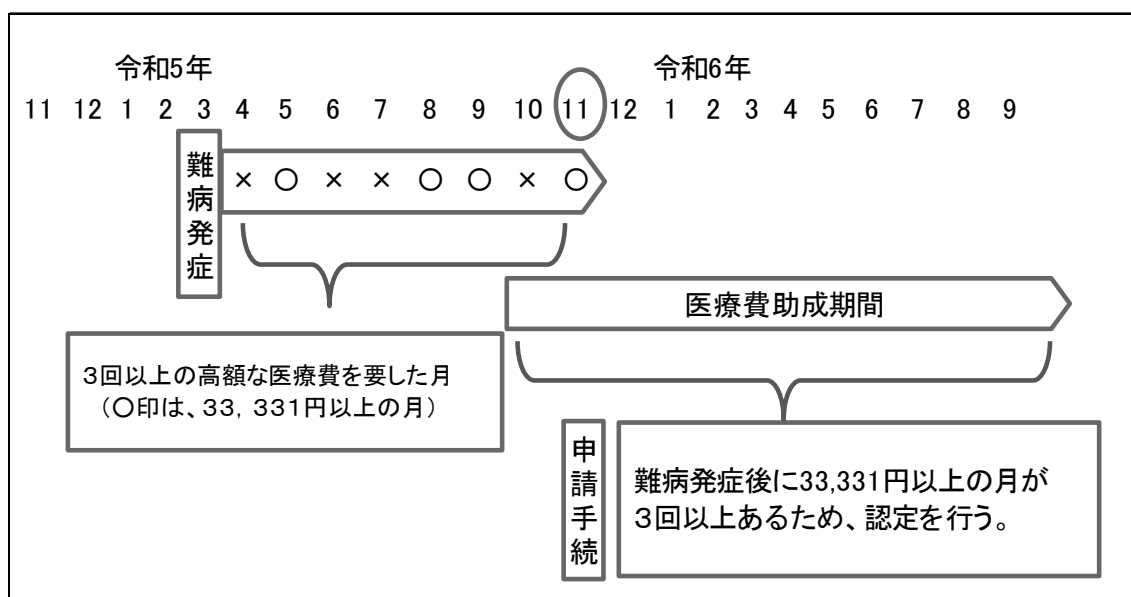 令和5年 令和6年
11 12 1 2 3 4 5 6 7 8 9 10 11 12 1 2 3 4 5 6 7 8 9
難病発症
× ○ × × ○ ○ × ○
医療費助成期間
3回以上の高額な医療費を要した月
(○印は、33,331円以上の月)
申請手続
難病発症後に33,331円以上の月が
3回以上あるため、認定を行う。